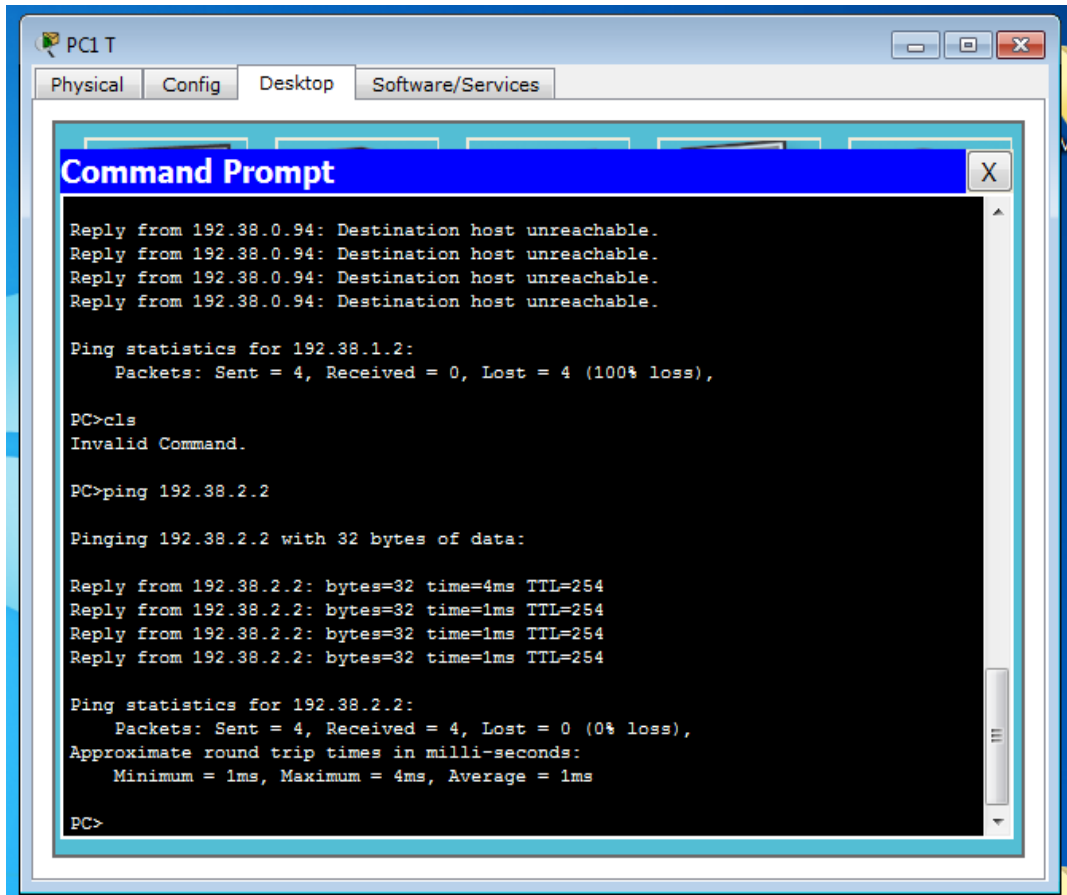 PC1 T
Physical Config Desktop Software/Services
Command Prompt X
Reply from 192.38.0.94: Destination host unreachable.
Reply from 192.38.0.94: Destination host unreachable.
Reply from 192.38.0.94: Destination host unreachable.
Reply from 192.38.0.94: Destination host unreachable.
Ping statistics for 192.38.1.2:
Packets: Sent = 4, Received = 0, Lost = 4 (100% loss),
PC>cls
Invalid Command.
PC>ping 192.38.2.2
Pinging 192.38.2.2 with 32 bytes of data:
Reply from 192.38.2.2: bytes=32 time=4ms TTL=254
Reply from 192.38.2.2: bytes=32 time=1ms TTL=254
Reply from 192.38.2.2: bytes=32 time=1ms TTL=254
Reply from 192.38.2.2: bytes=32 time=1ms TTL=254
Ping statistics for 192.38.2.2:
Packets: Sent = 4, Received = 4, Lost = 0 (0% loss),
Approximate round trip times in milli-seconds:
Minimum = 1ms, Maximum = 4ms, Average = 1ms
PC>